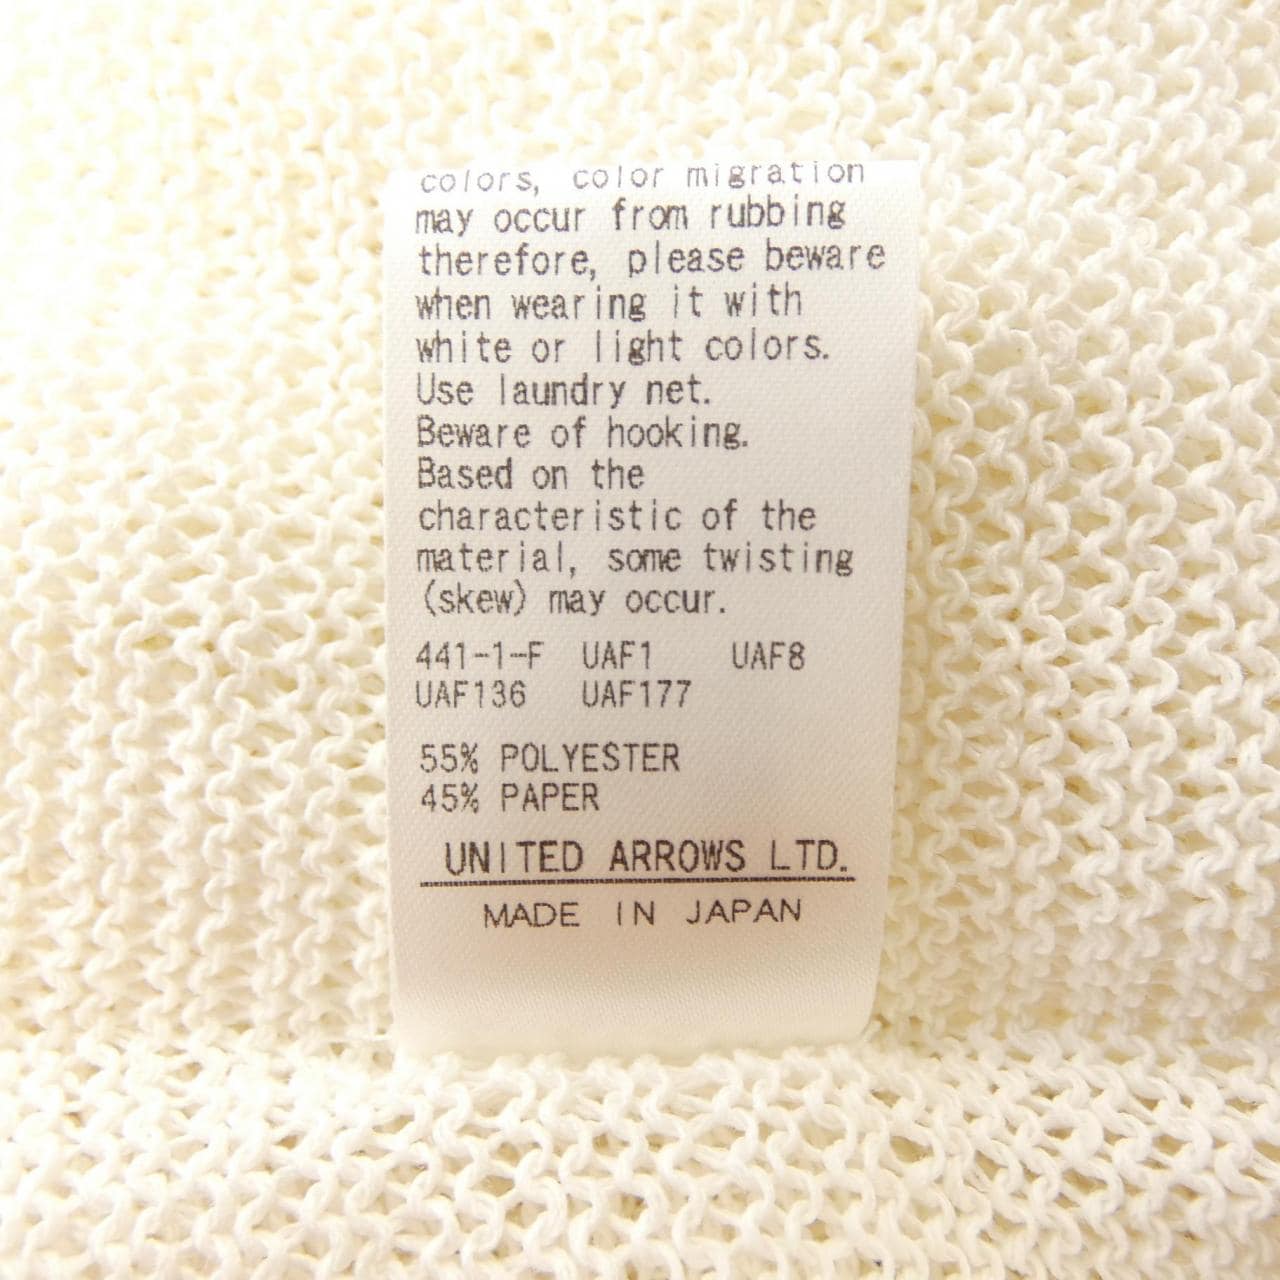 colors, color migration
may occur from rubbing
therefore, please beware
when wearing it with
white or light colors.
Use laundry net.
Beware of hooking.
Based on the
characteristic of the
material, some twisting
(skew) may occur.
441-1-F UAF1 UAF8
UAF136 UAF177
55% POLYESTER
45% PAPER
UNITED ARROWS LTD.
MADE IN JAPAN